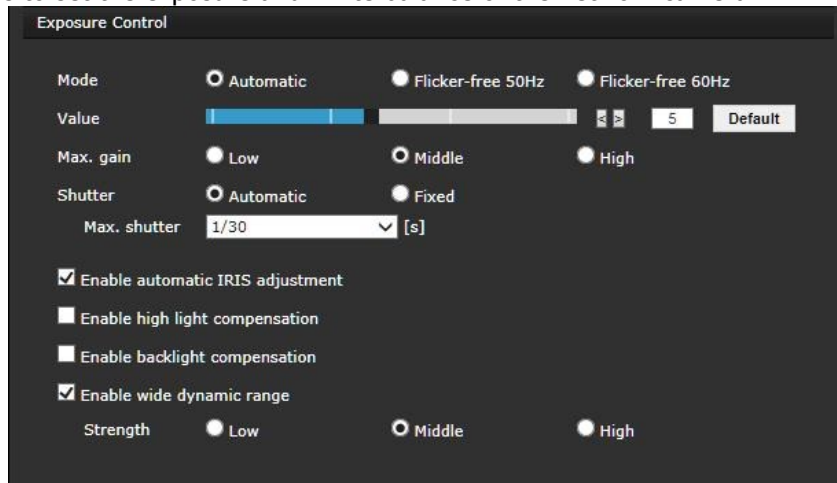 Exposure Control
Mode Automatic Flicker-free 50Hz Flicker-free 60Hz
Value < > 5 Default
Max. gain Low Middle High
Shutter Automatic Fixed
Max. shutter 1/30 [s]
Enable automatic IRIS adjustment
Enable high light compensation
Enable backlight compensation
Enable wide dynamic range
Strength Low Middle High